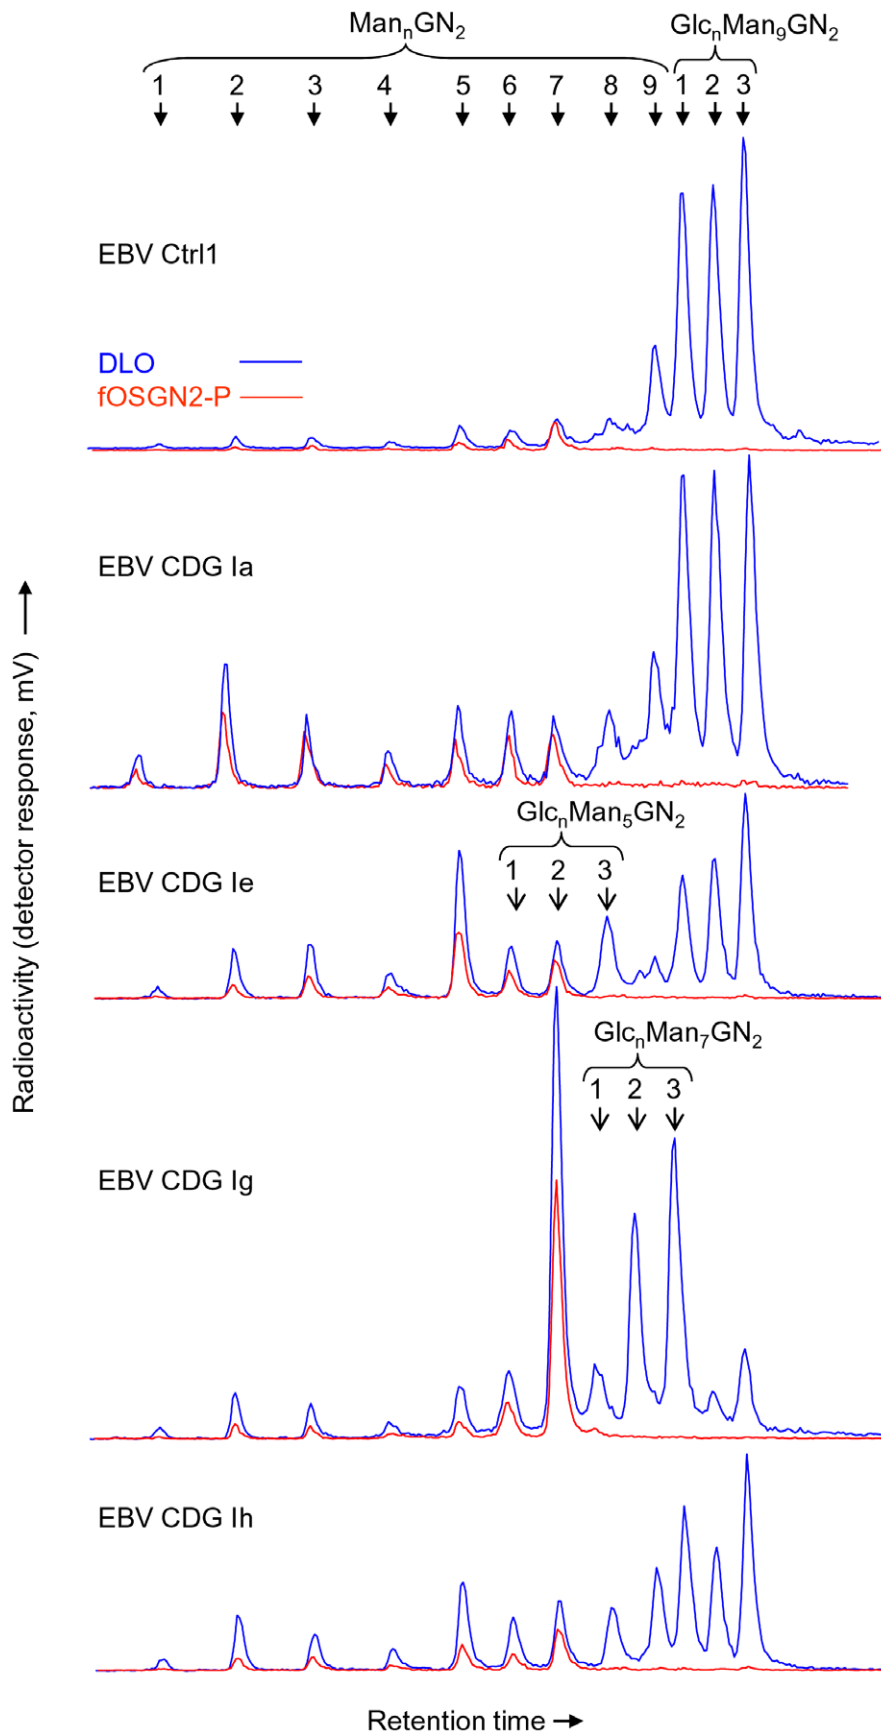 ManₙGN₂ GlcₙMan₉GN₂
1 2 3 4 5 6 7 8 9 1 2 3
EBV Ctrl1
DLO
fOSGN2-P
EBV CDG Ia
GlcₙMan₅GN₂
1 2 3
EBV CDG Ie
GlcₙMan₇GN₂
1 2 3
EBV CDG Ig
EBV CDG Ih
Radioactivity (detector response, mV)
Retention time